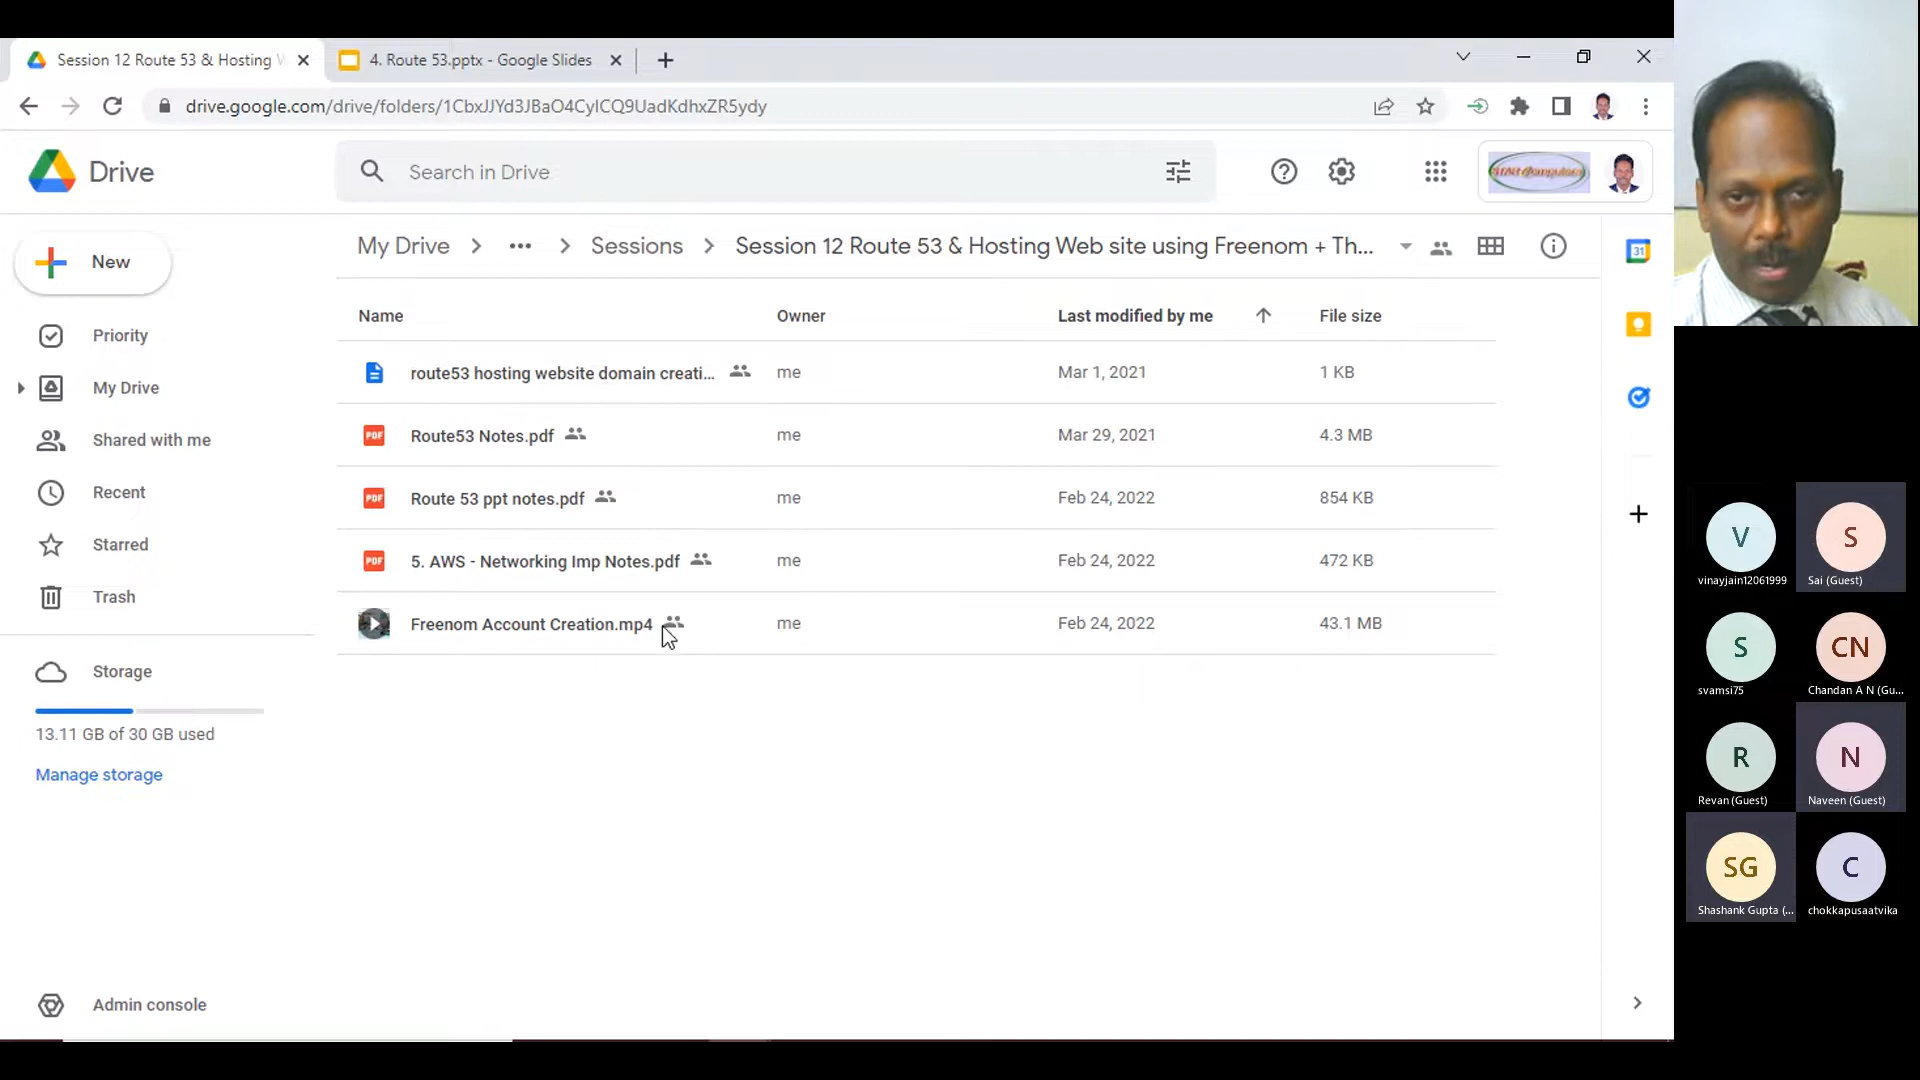 Session 12 Route 53 & Hosting W
4. Route 53.pptx - Google Slides
drive.google.com/drive/folders/1CbxJJYd3JBaO4CylCQ9UadKdhxZR5ydy
Drive
Search in Drive
STAR Computers
New
My Drive > ... > Sessions > Session 12 Route 53 & Hosting Web site using Freenom + Th...
31
Name Owner Last modified by me File size
Priority
My Drive
Shared with me
Recent
Starred
Trash
Storage
13.11 GB of 30 GB used
Manage storage
Admin console
route53 hosting website domain creati... me Mar 1, 2021 1 KB
PDF Route53 Notes.pdf me Mar 29, 2021 4.3 MB
PDF Route 53 ppt notes.pdf me Feb 24, 2022 854 KB
PDF 5. AWS - Networking Imp Notes.pdf me Feb 24, 2022 472 KB
Freenom Account Creation.mp4 me Feb 24, 2022 43.1 MB
V S
vinayjain12061999 Sai (Guest)
S CN
svamsi75 Chandan A N (Gu...
R N
Revan (Guest) Naveen (Guest)
SG C
Shashank Gupta (... chokkapusaatvika